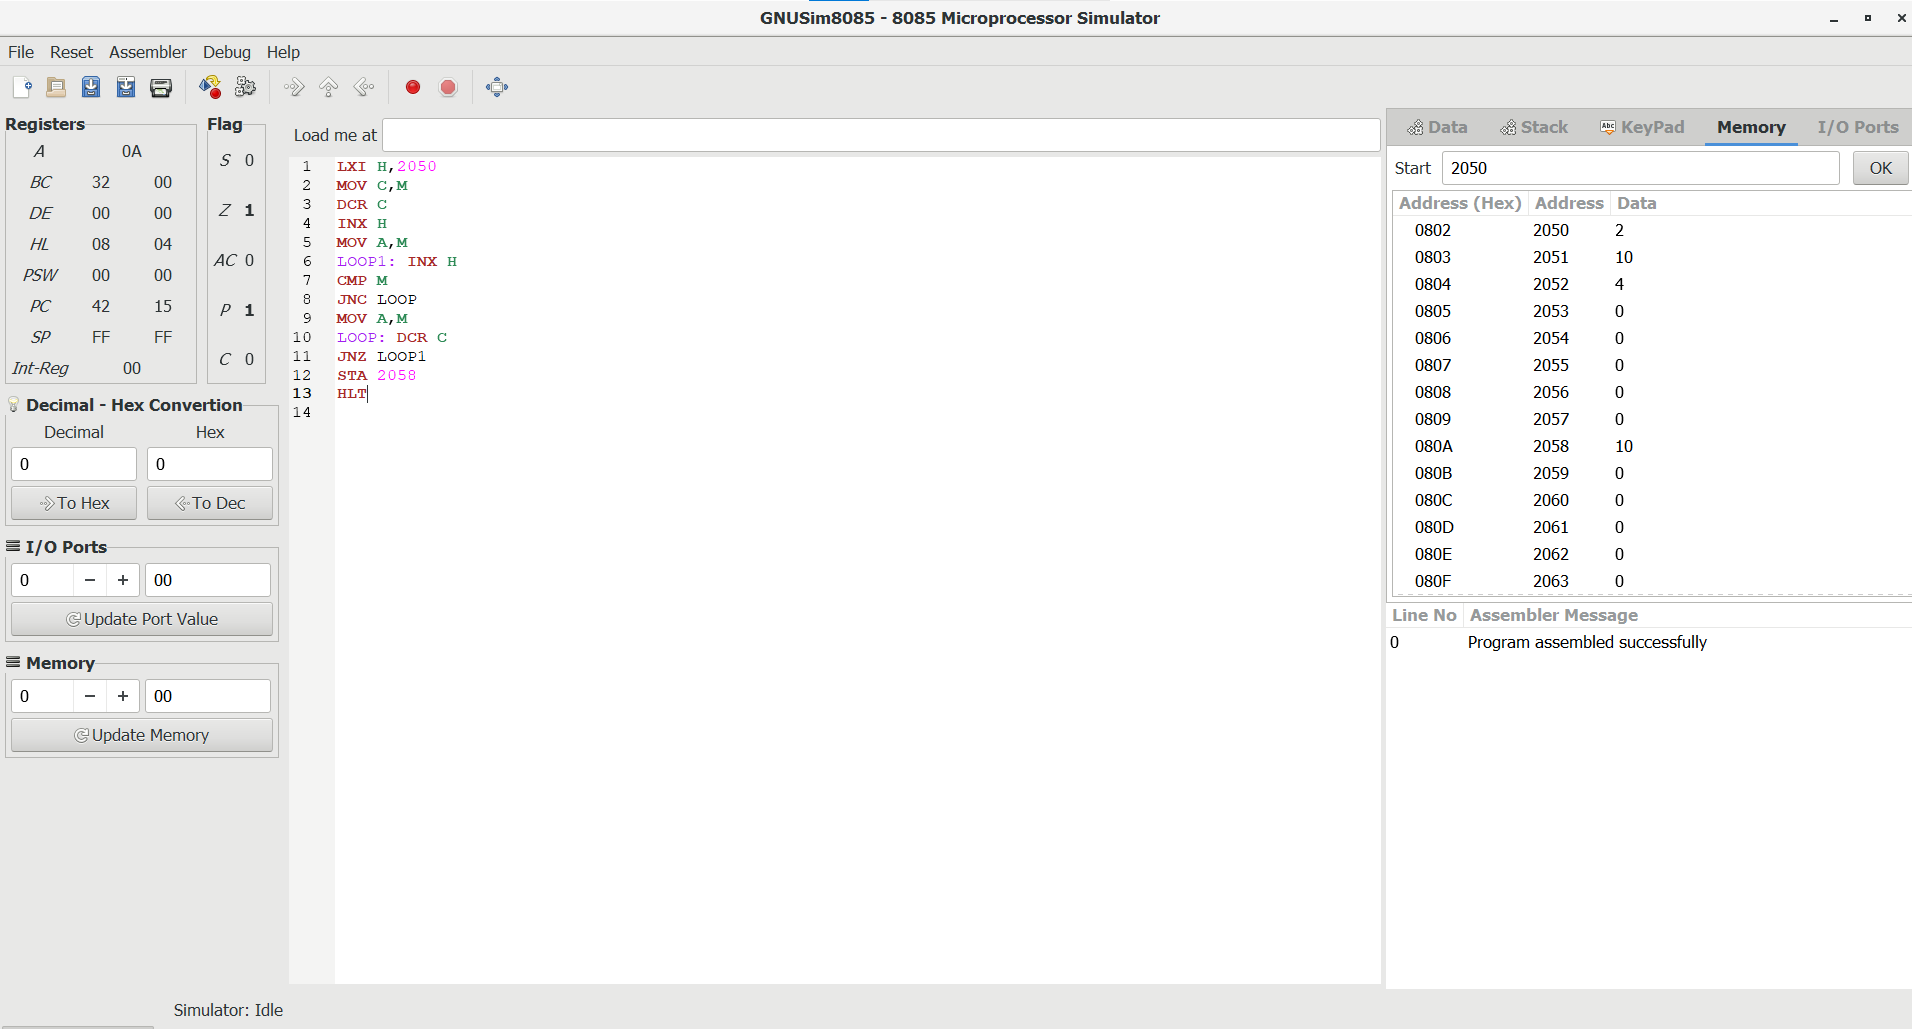 GNUSim8085 - 8085 Microprocessor Simulator
File Reset Assembler Debug Help
Registers
A 0A
BC 32 00
DE 00 00
HL 08 04
PSW 00 00
PC 42 15
SP FF FF
Int-Reg 00
Flag
S 0
Z 1
AC 0
P 1
C 0
Decimal - Hex Convertion
Decimal Hex
0 0
To Hex To Dec
I/O Ports
0 − + 00
Update Port Value
Memory
0 − + 00
Update Memory
Load me at
1 LXI H,2050
2 MOV C,M
3 DCR C
4 INX H
5 MOV A,M
6 LOOP1: INX H
7 CMP M
8 JNC LOOP
9 MOV A,M
10 LOOP: DCR C
11 JNZ LOOP1
12 STA 2058
13 HLT
14
Data Stack Abc KeyPad Memory I/O Ports
Start 2050 OK
Address (Hex) Address Data
0802 2050 2
0803 2051 10
0804 2052 4
0805 2053 0
0806 2054 0
0807 2055 0
0808 2056 0
0809 2057 0
080A 2058 10
080B 2059 0
080C 2060 0
080D 2061 0
080E 2062 0
080F 2063 0
Line No Assembler Message
0 Program assembled successfully
Simulator: Idle